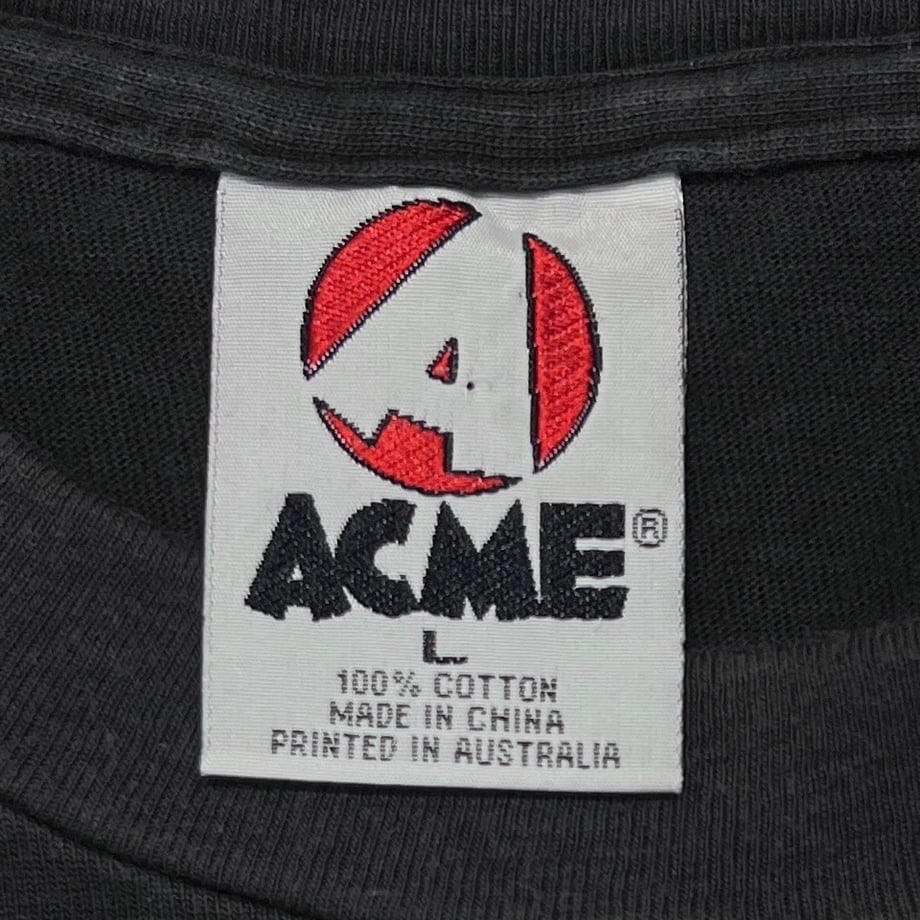 ACME®
L
100% COTTON
MADE IN CHINA
PRINTED IN AUSTRALIA